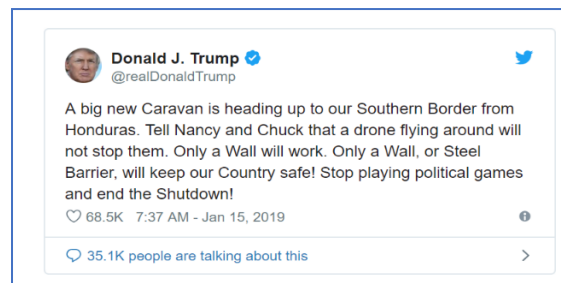 Donald J. Trump
@realDonaldTrump
A big new Caravan is heading up to our Southern Border from
Honduras. Tell Nancy and Chuck that a drone flying around will
not stop them. Only a Wall will work. Only a Wall, or Steel
Barrier, will keep our Country safe! Stop playing political games
and end the Shutdown!
68.5K 7:37 AM - Jan 15, 2019
35.1K people are talking about this